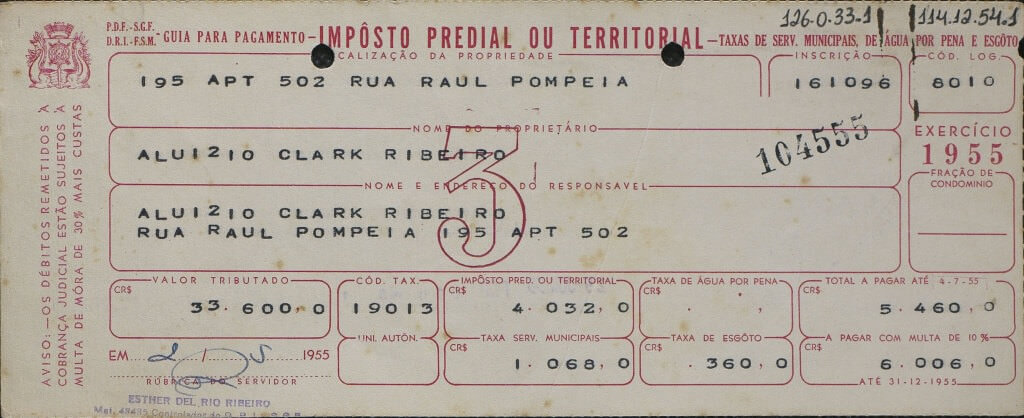 126.0.33.1 114.12.54.1
P.D.F.-S.G.F.
D.R.I.-F.S.M.
-GUIA PARA PAGAMENTO-IMPÔSTO PREDIAL OU TERRITORIAL-TAXAS DE SERV. MUNICIPAIS, DE ÁGUA POR PENA E ESGÔTO
CALIZAÇÃO DA PROPRIEDADE
195 APT 502 RUA RAUL POMPEIA
INSCRIÇÃO
161096
CÓD. LOG.
8010
NOME DO PROPRIETÁRIO
ALUIZIO CLARK RIBEIRO
104555
EXERCÍCIO
1955
FRAÇÃO DE
CONDOMINIO
NOME E ENDEREÇO DO RESPONSAVEL
ALUIZIO CLARK RIBEIRO
RUA RAUL POMPEIA 195 APT 502
3
AVISO:—OS DÉBITOS REMETIDOS À
COBRANÇA JUDICIAL ESTÃO SUJEITOS À
MULTA DE MÓRA DE 30% MAIS CUSTAS
VALOR TRIBUTADO
CR$ 33.600,0
CÓD. TAX.
19013
IMPÔSTO PRED. OU TERRITORIAL
CR$ 4.032,0
TAXA DE ÁGUA POR PENA
CR$ . ,
TOTAL A PAGAR ATÉ 4-7-55
CR$ 5.460,0
EM 2 / 5 1955
RÚBRICA DO SERVIDOR
UNI. AUTÔN.
TAXA SERV. MUNICIPAIS
CR$ 1.068,0
TAXA DE ESGÔTO
CR$ .360,0
A PAGAR COM MULTA DE 10%
CR$ 6.006,0
ATÉ 31-12-1955
ESTHER DEL RIO RIBEIRO